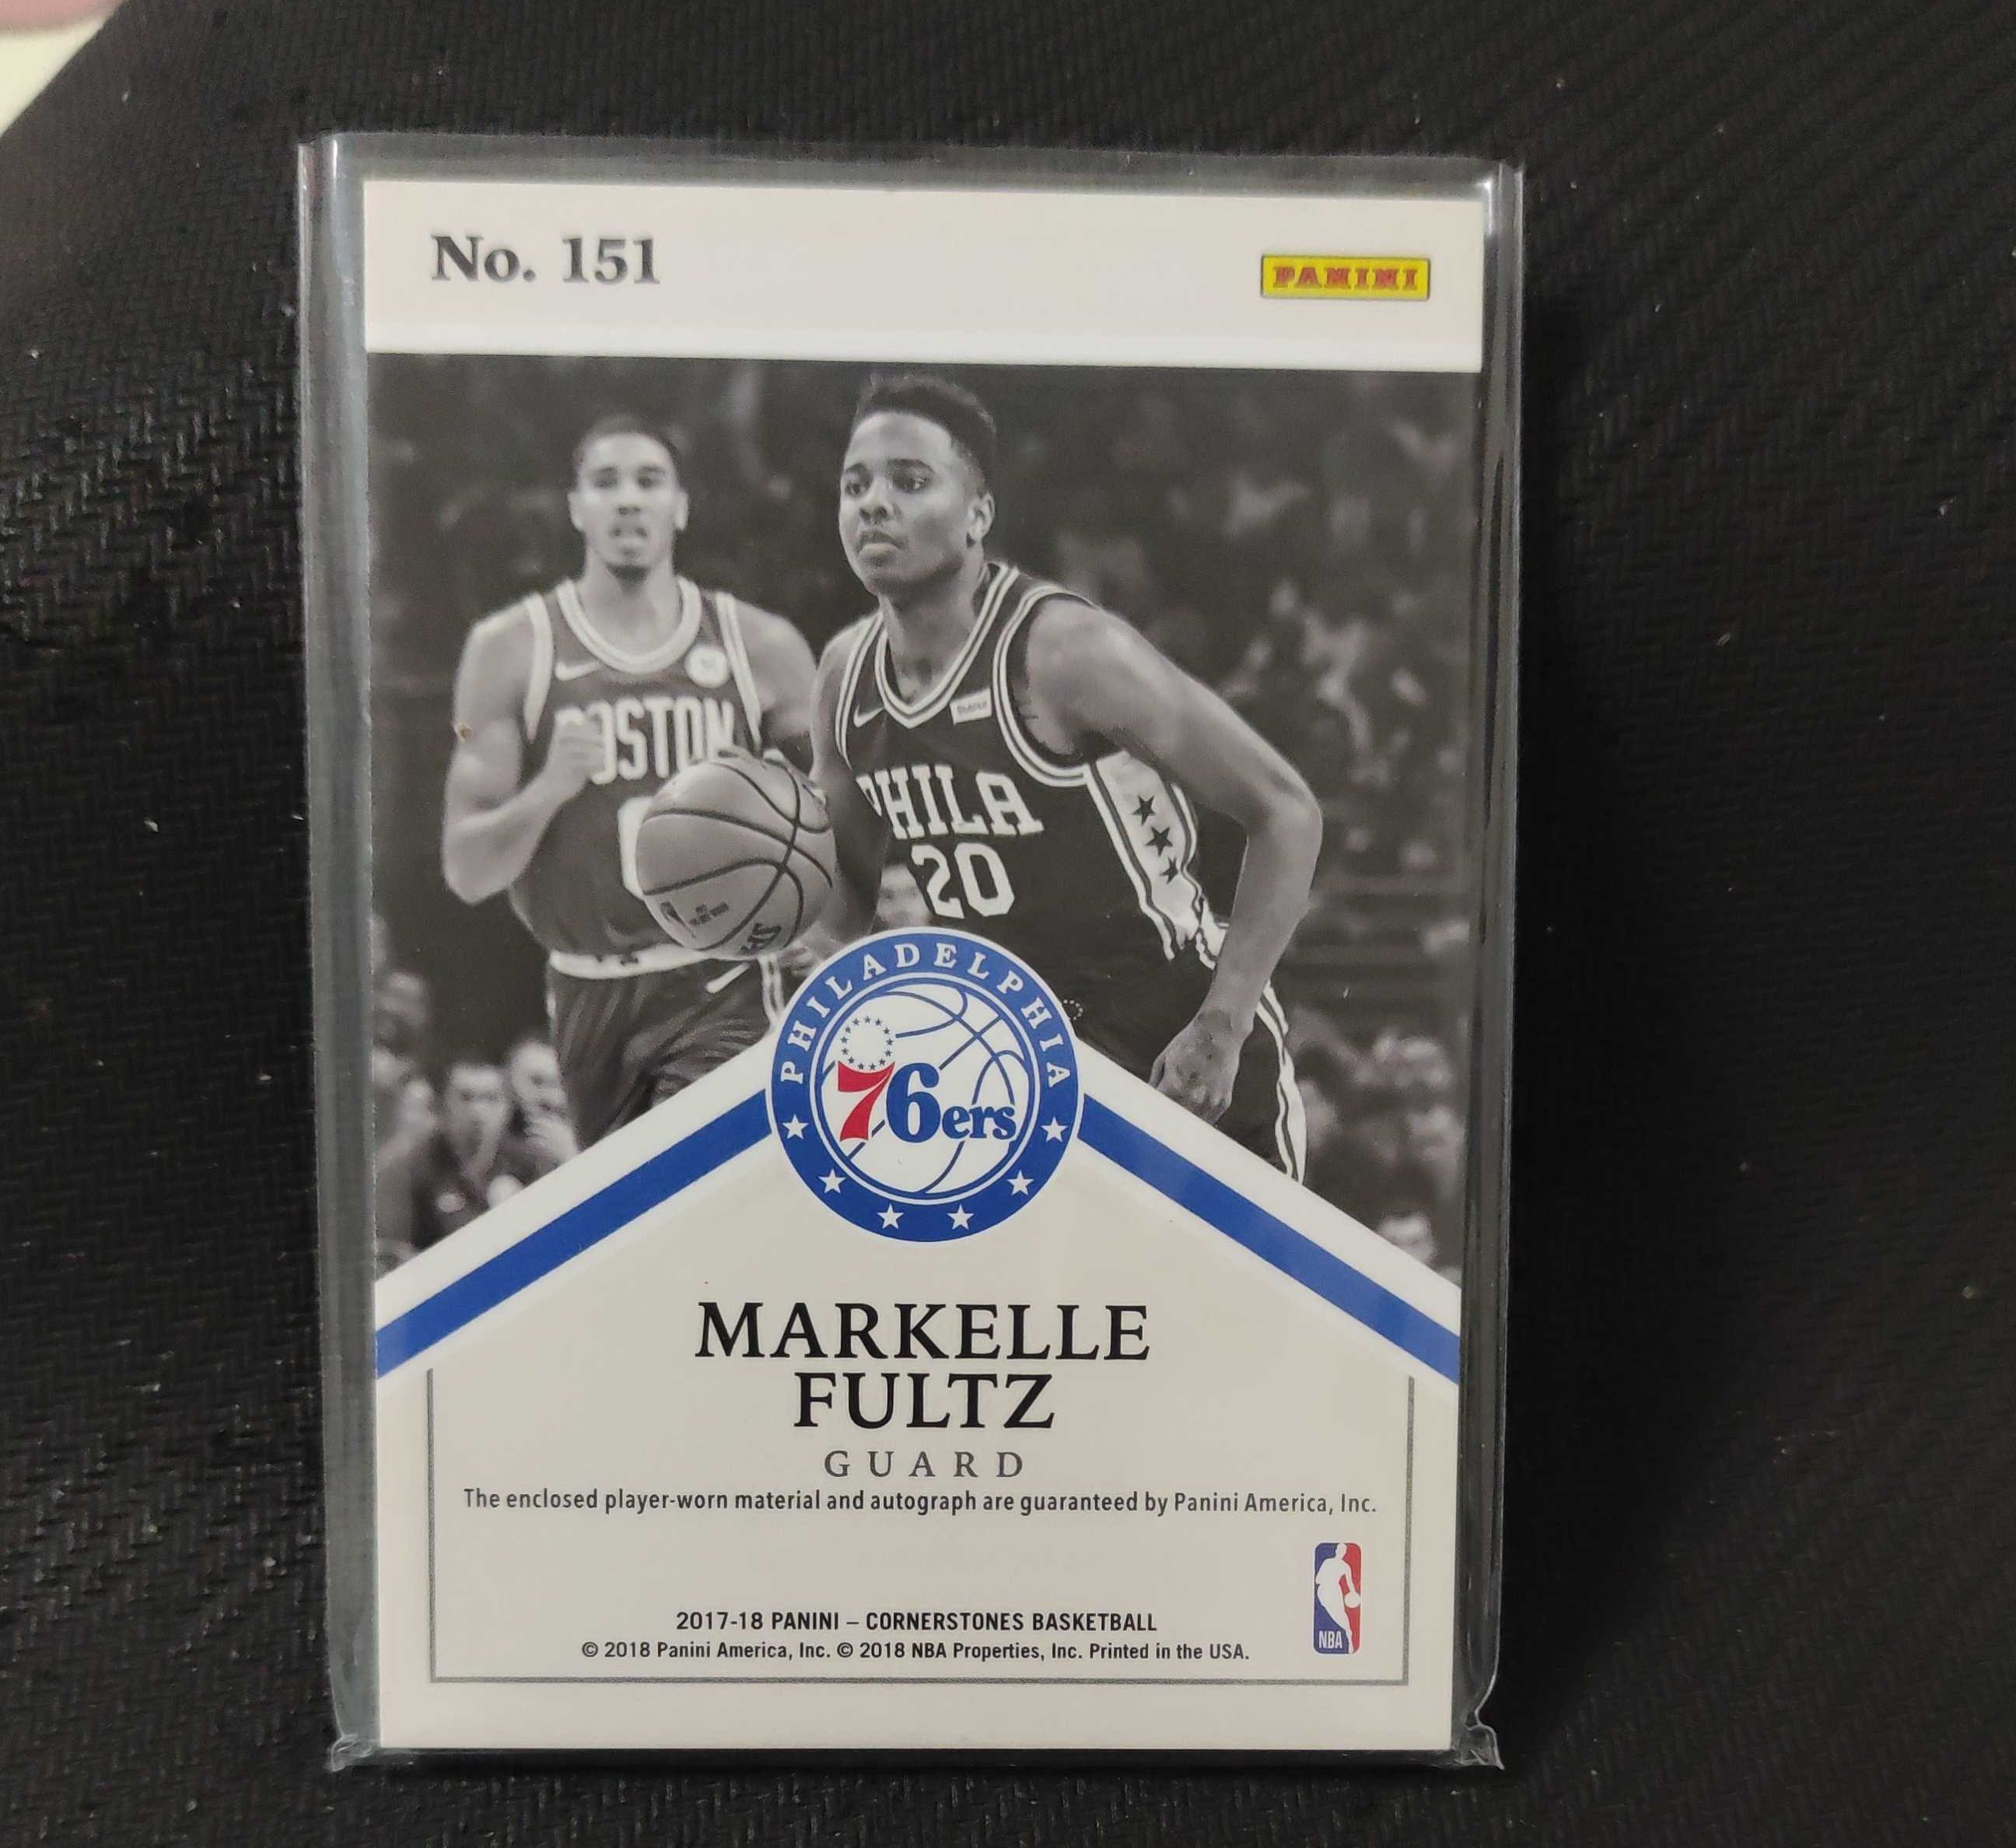 No. 151
PANINI
BOSTON
PHILA
20
PHILADELPHIA
76ers
MARKELLE
FULTZ
GUARD
The enclosed player-worn material and autograph are guaranteed by Panini America, Inc.
NBA
2017-18 PANINI – CORNERSTONES BASKETBALL
© 2018 Panini America, Inc. © 2018 NBA Properties, Inc. Printed in the USA.